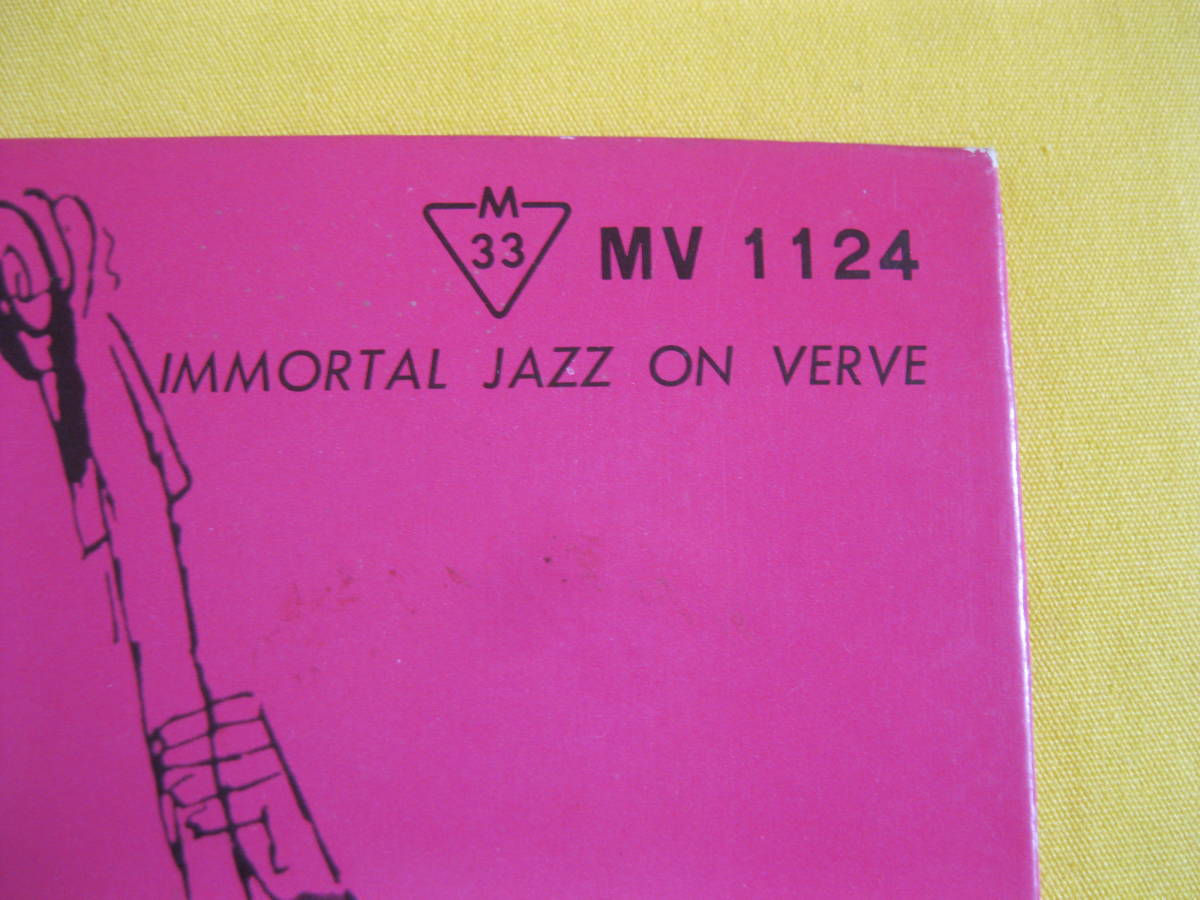 M
33
MV 1124
IMMORTAL JAZZ ON VERVE